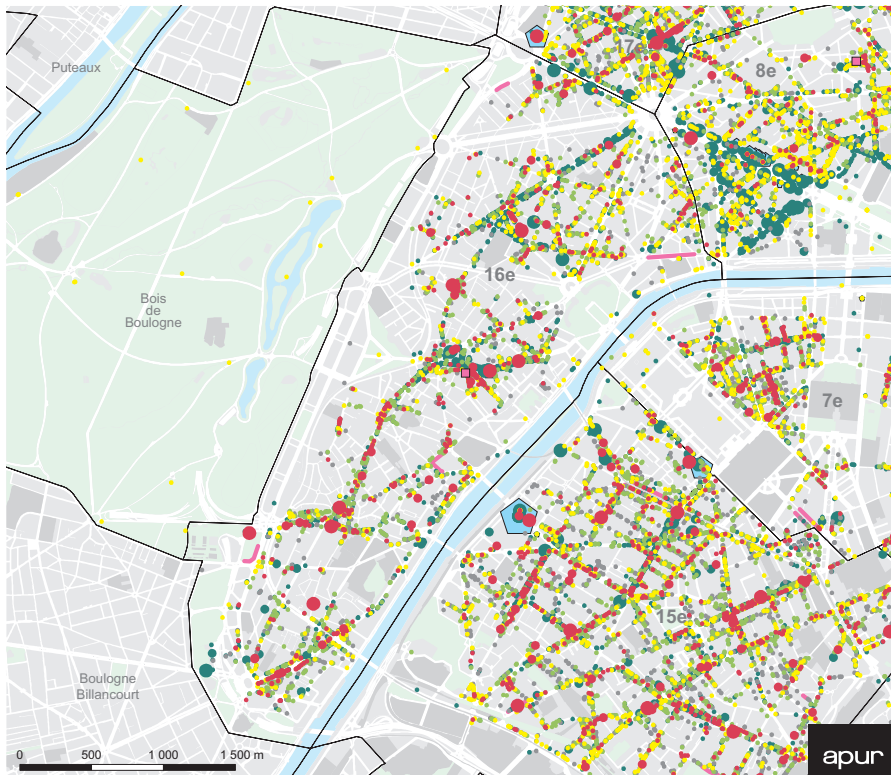 Puteaux
17e
8e
16e
Bois
de
Boulogne
7e
15e
Boulogne
Billancourt
0 500 1 000 1 500 m
apur